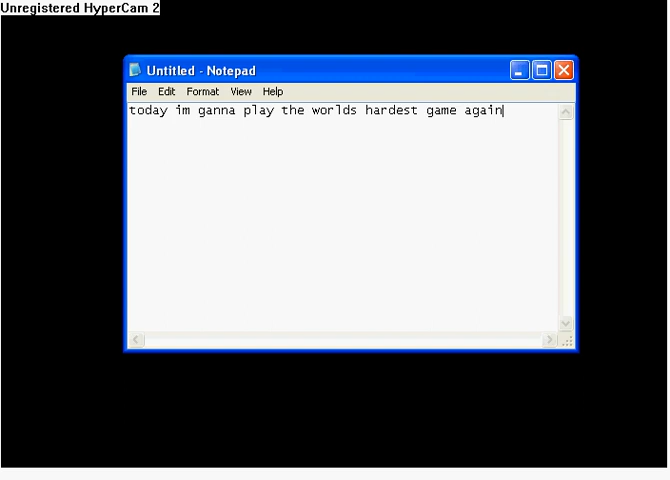 Unregistered HyperCam 2
Untitled - Notepad
File Edit Format View Help
today im ganna play the worlds hardest game again